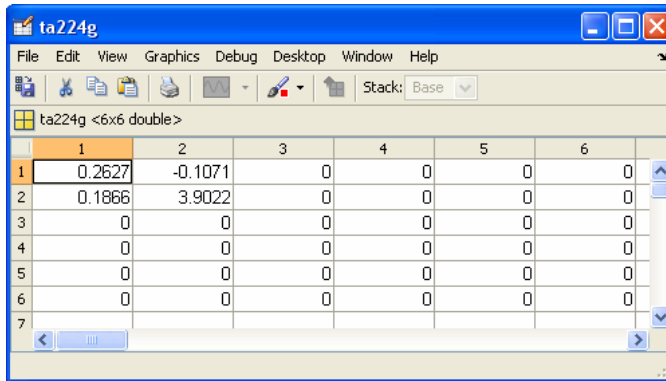 ta224g
File Edit View Graphics Debug Desktop Window Help
Stack: Base
ta224g <6x6 double>
1 2 3 4 5 6
1 0.2627 -0.1071 0 0 0 0
2 0.1866 3.9022 0 0 0 0
3 0 0 0 0 0 0
4 0 0 0 0 0 0
5 0 0 0 0 0 0
6 0 0 0 0 0 0
7